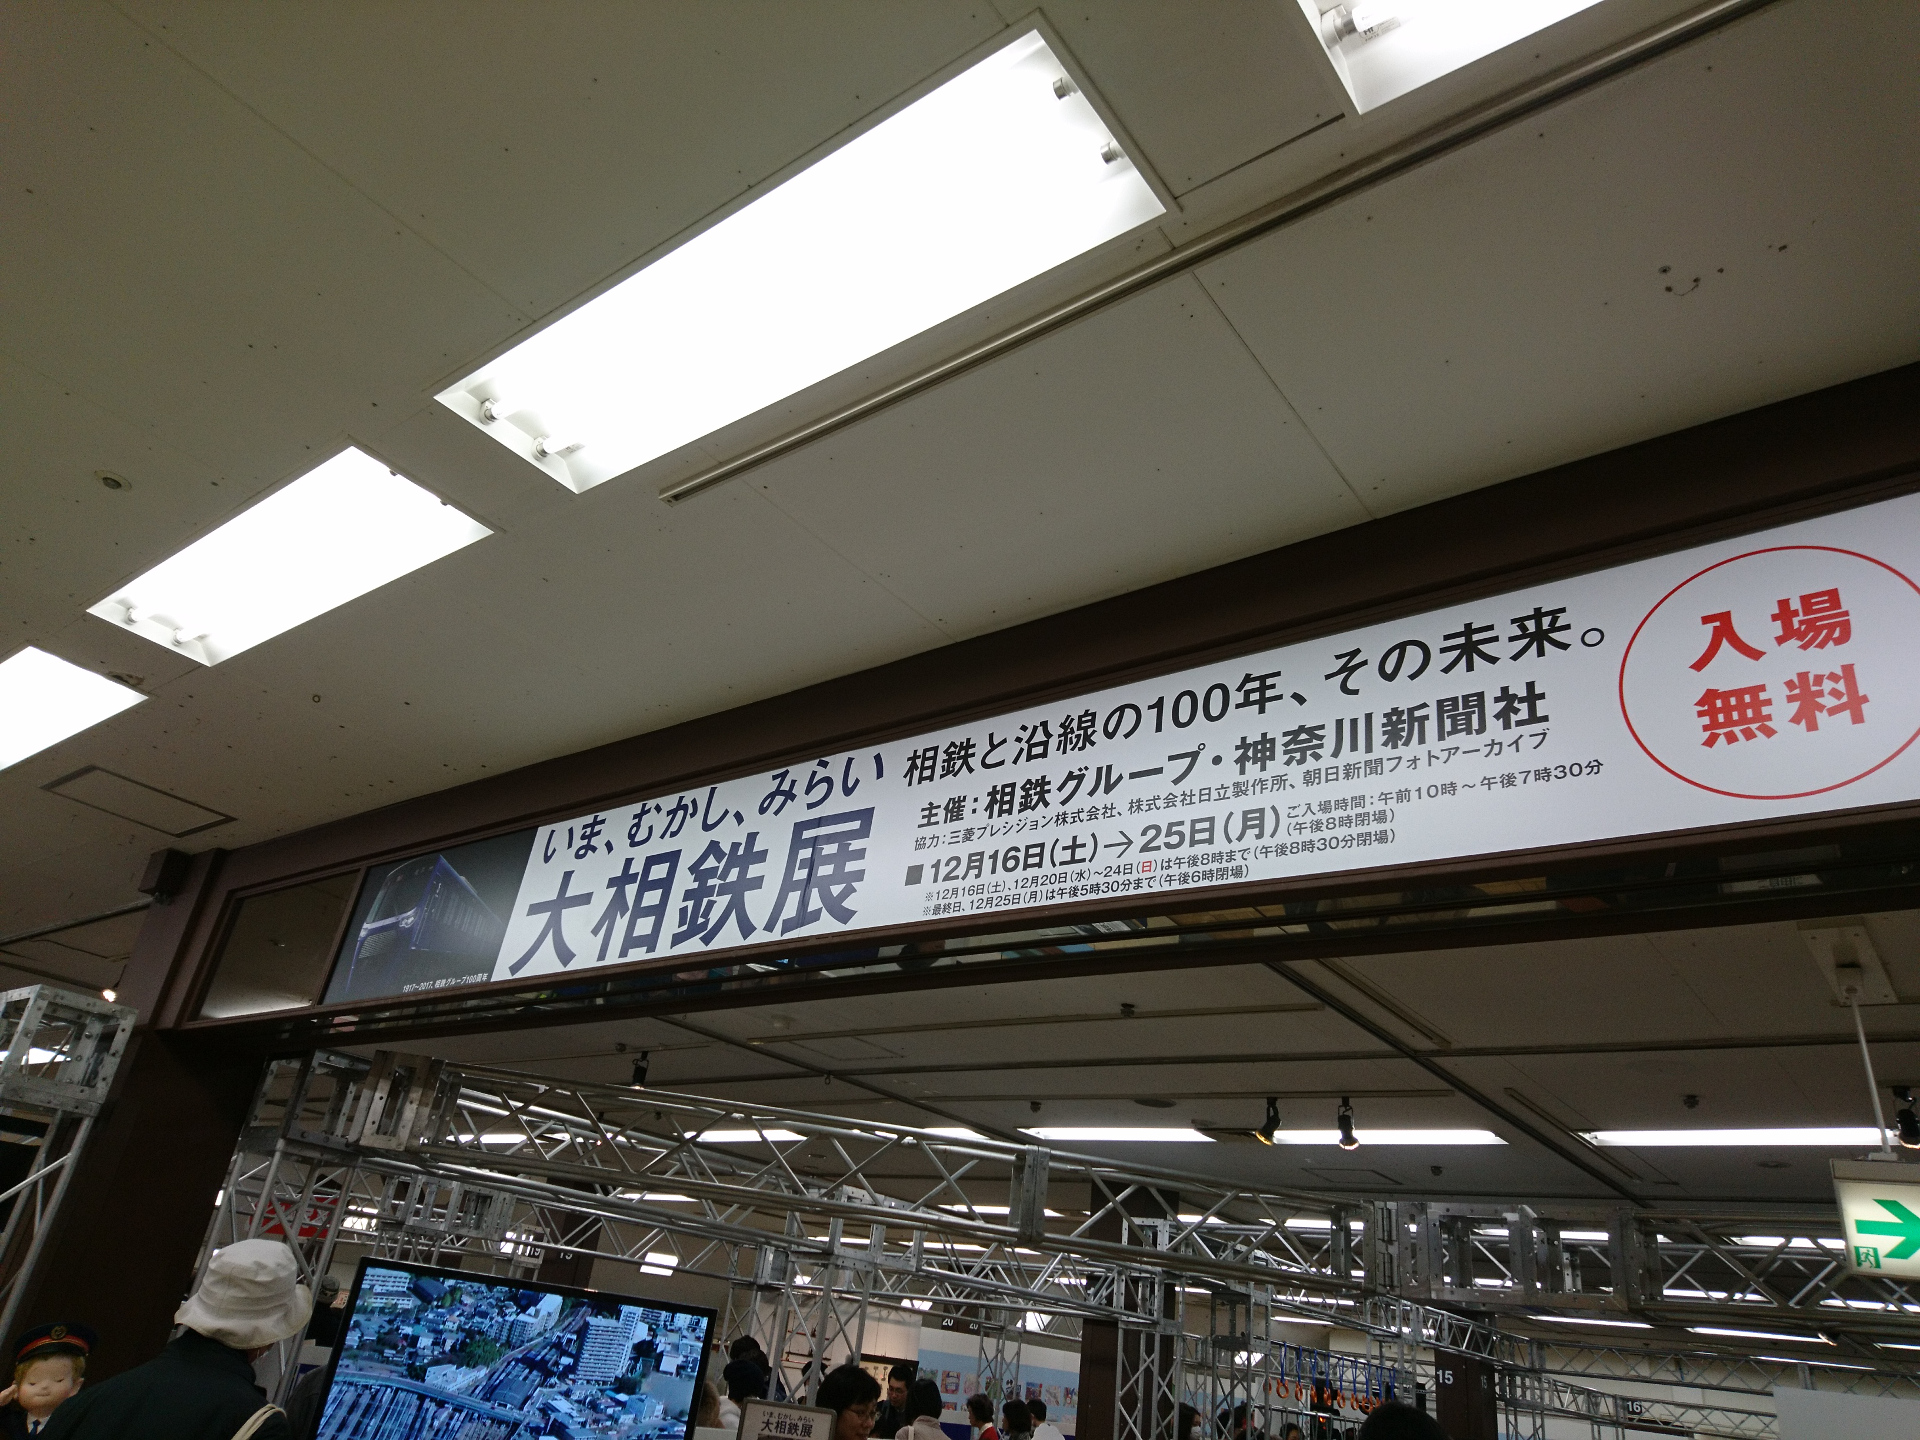 いま、むかし、みらい
大相鉄展
1917~2017、相鉄グループ100周年
相鉄と沿線の100年、その未来。
主催：相鉄グループ・神奈川新聞社
協力：三菱プレシジョン株式会社、株式会社日立製作所、朝日新聞フォトアーカイブ
■12月16日(土)→25日(月)
ご入場時間：午前10時～午後7時30分
(午後8時閉場)
※12月16日(土)、12月20日(水)～24日(日)は午後8時まで(午後8時30分閉場)
※最終日、12月25日(月)は午後5時30分まで(午後6時閉場)
入場
無料
いま、むかし、みらい
大相鉄展
19
20
15
16